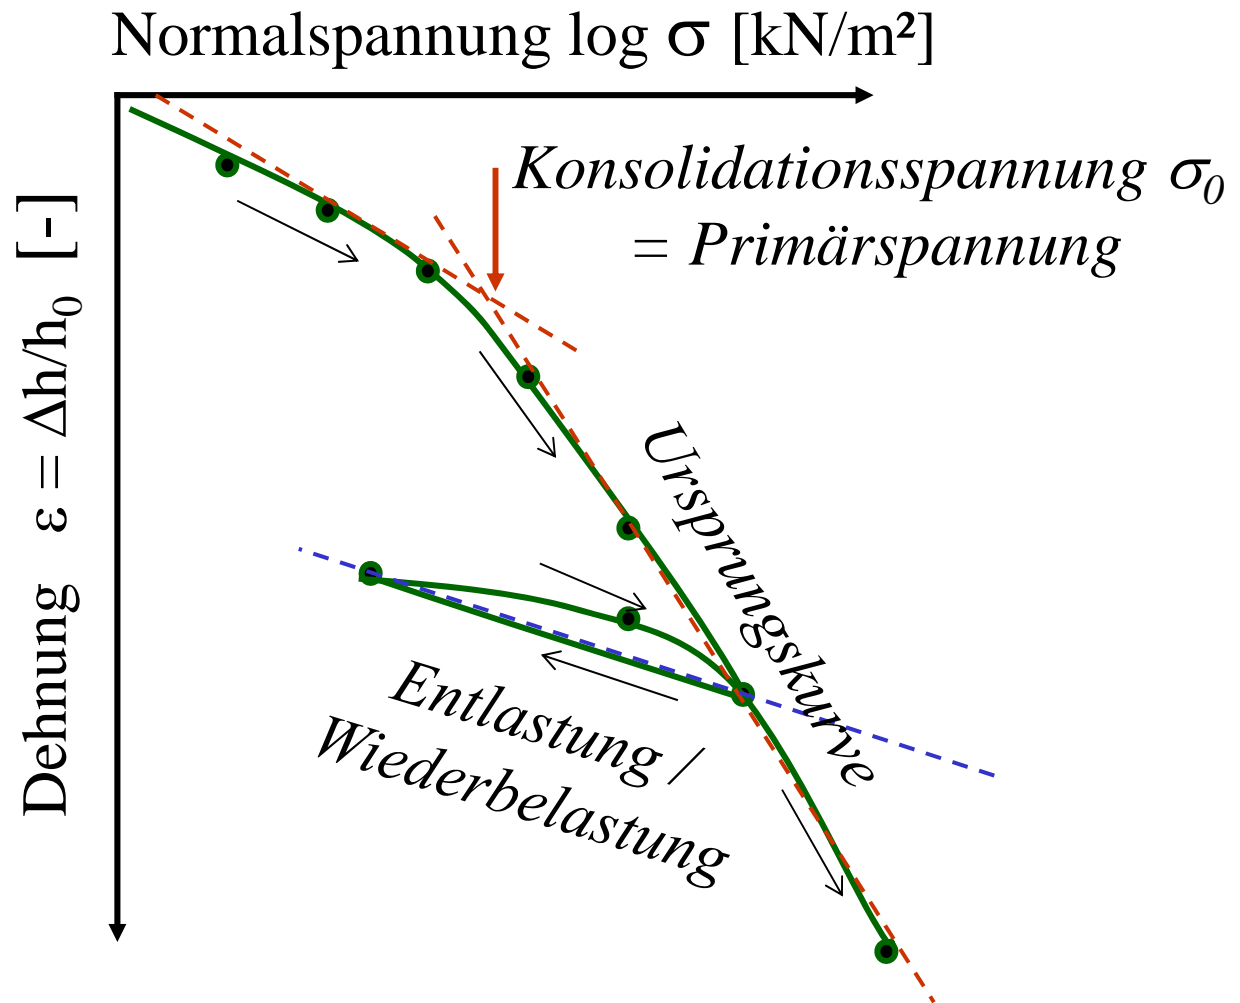 Normalspannung log σ [kN/m²]
Konsolidationsspannung σ0
= Primärspannung
Dehnung ε = Δh/h0 [-]
Ursprungskurve
Entlastung /
Wiederbelastung